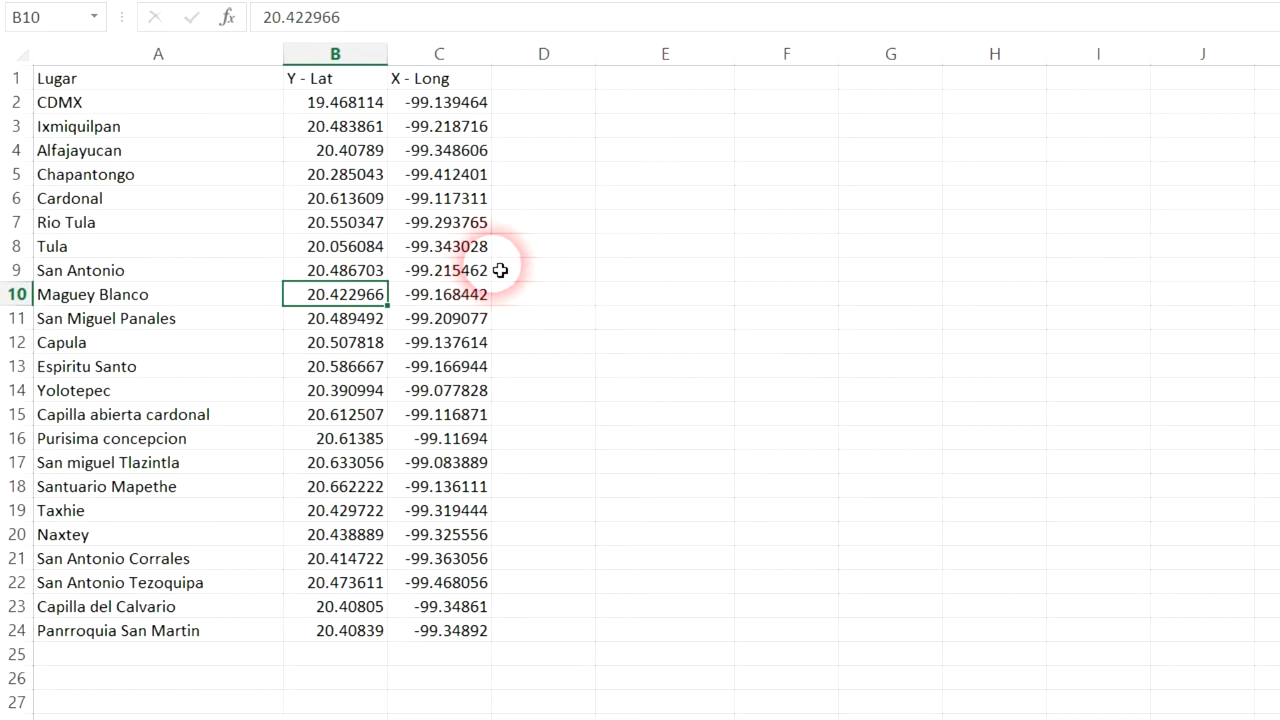 B10 fx 20.422966
A B C D E F G H I J
1 Lugar Y - Lat X - Long
2 CDMX 19.468114 -99.139464
3 Ixmiquilpan 20.483861 -99.218716
4 Alfajayucan 20.40789 -99.348606
5 Chapantongo 20.285043 -99.412401
6 Cardonal 20.613609 -99.117311
7 Rio Tula 20.550347 -99.293765
8 Tula 20.056084 -99.343028
9 San Antonio 20.486703 -99.215462
10 Maguey Blanco 20.422966 -99.168442
11 San Miguel Panales 20.489492 -99.209077
12 Capula 20.507818 -99.137614
13 Espiritu Santo 20.586667 -99.166944
14 Yolotepec 20.390994 -99.077828
15 Capilla abierta cardonal 20.612507 -99.116871
16 Purisima concepcion 20.61385 -99.11694
17 San miguel Tlazintla 20.633056 -99.083889
18 Santuario Mapethe 20.662222 -99.136111
19 Taxhie 20.429722 -99.319444
20 Naxtey 20.438889 -99.325556
21 San Antonio Corrales 20.414722 -99.363056
22 San Antonio Tezoquipa 20.473611 -99.468056
23 Capilla del Calvario 20.40805 -99.34861
24 Panrroquia San Martin 20.40839 -99.34892
25
26
27